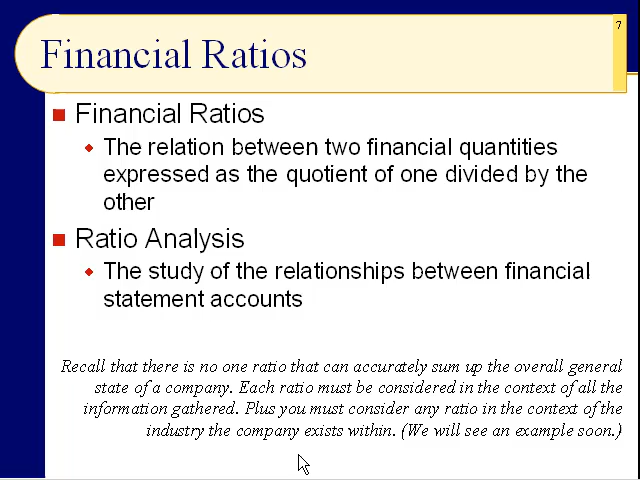 7
Financial Ratios
Financial Ratios
The relation between two financial quantities
expressed as the quotient of one divided by the
other
Ratio Analysis
The study of the relationships between financial
statement accounts
Recall that there is no one ratio that can accurately sum up the overall general
state of a company. Each ratio must be considered in the context of all the
information gathered. Plus you must consider any ratio in the context of the
industry the company exists within. (We will see an example soon.)